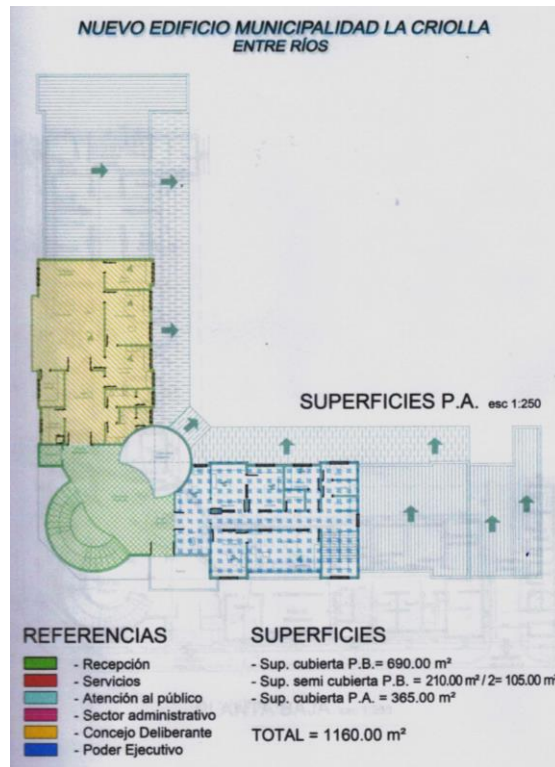 NUEVO EDIFICIO MUNICIPALIDAD LA CRIOLLA
ENTRE RÍOS
SUPERFICIES P.A. esc 1:250
REFERENCIAS
- Recepción
- Servicios
- Atención al público
- Sector administrativo
- Concejo Deliberante
- Poder Ejecutivo
SUPERFICIES
- Sup. cubierta P.B.= 690.00 m²
- Sup. semi cubierta P.B. = 210.00 m² / 2= 105.00 m²
- Sup. cubierta P.A. = 365.00 m²
TOTAL = 1160.00 m²